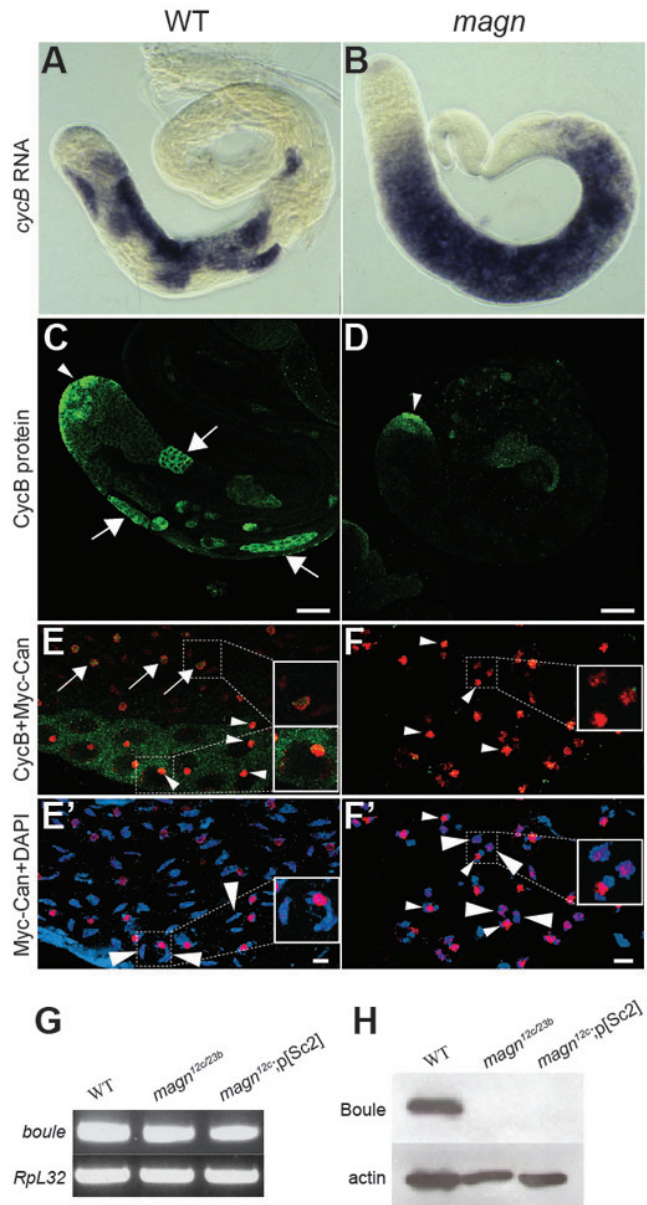 WT
magn
A
B
cycB RNA
C
D
CycB protein
E
F
CycB+Myc-Can
E'
F'
Myc-Can+DAPI
G
WT
magn12c/23b
magn12c;p[Sc2]
boule
RpL32
H
WT
magn12c/23b
magn12c;p[Sc2]
Boule
actin